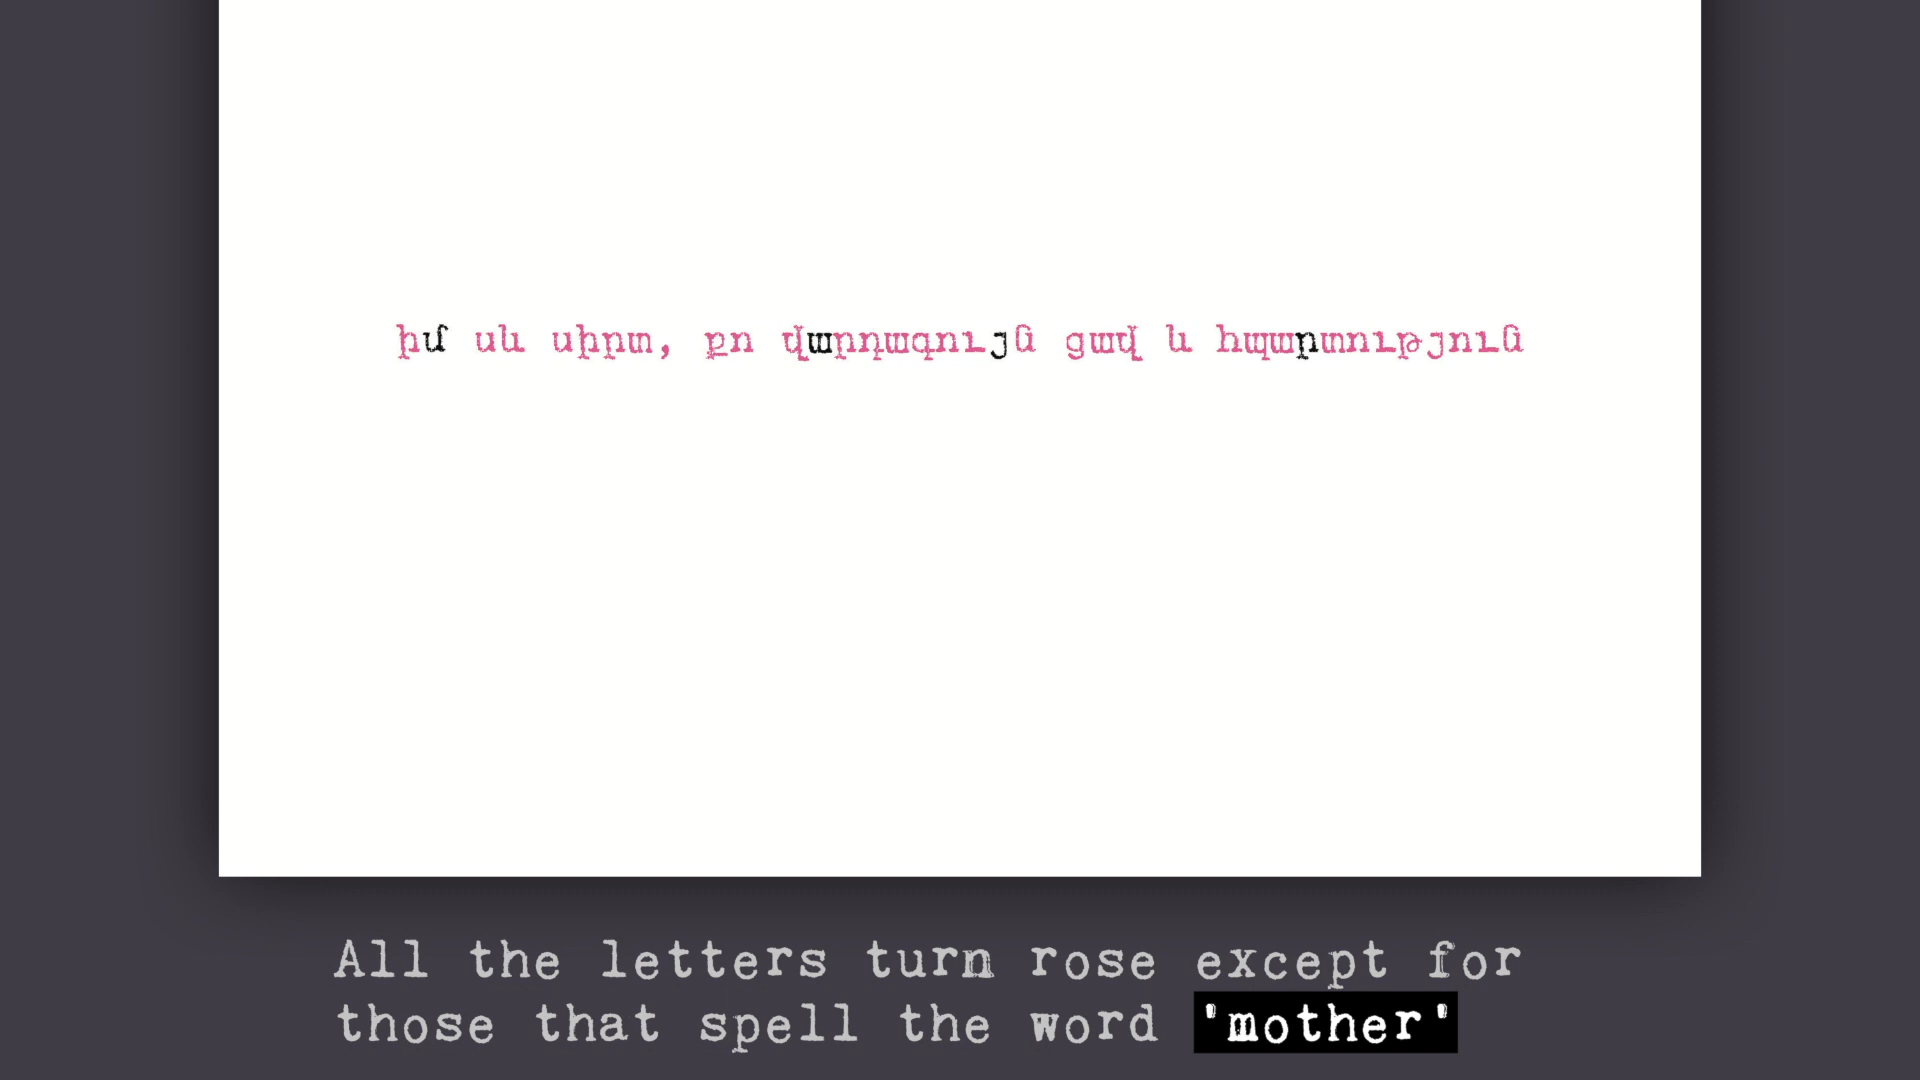 իմ սև սիրտ, քո վարդագույն ցավ և հպարտություն
All the letters turn rose except for
those that spell the word 'mother'